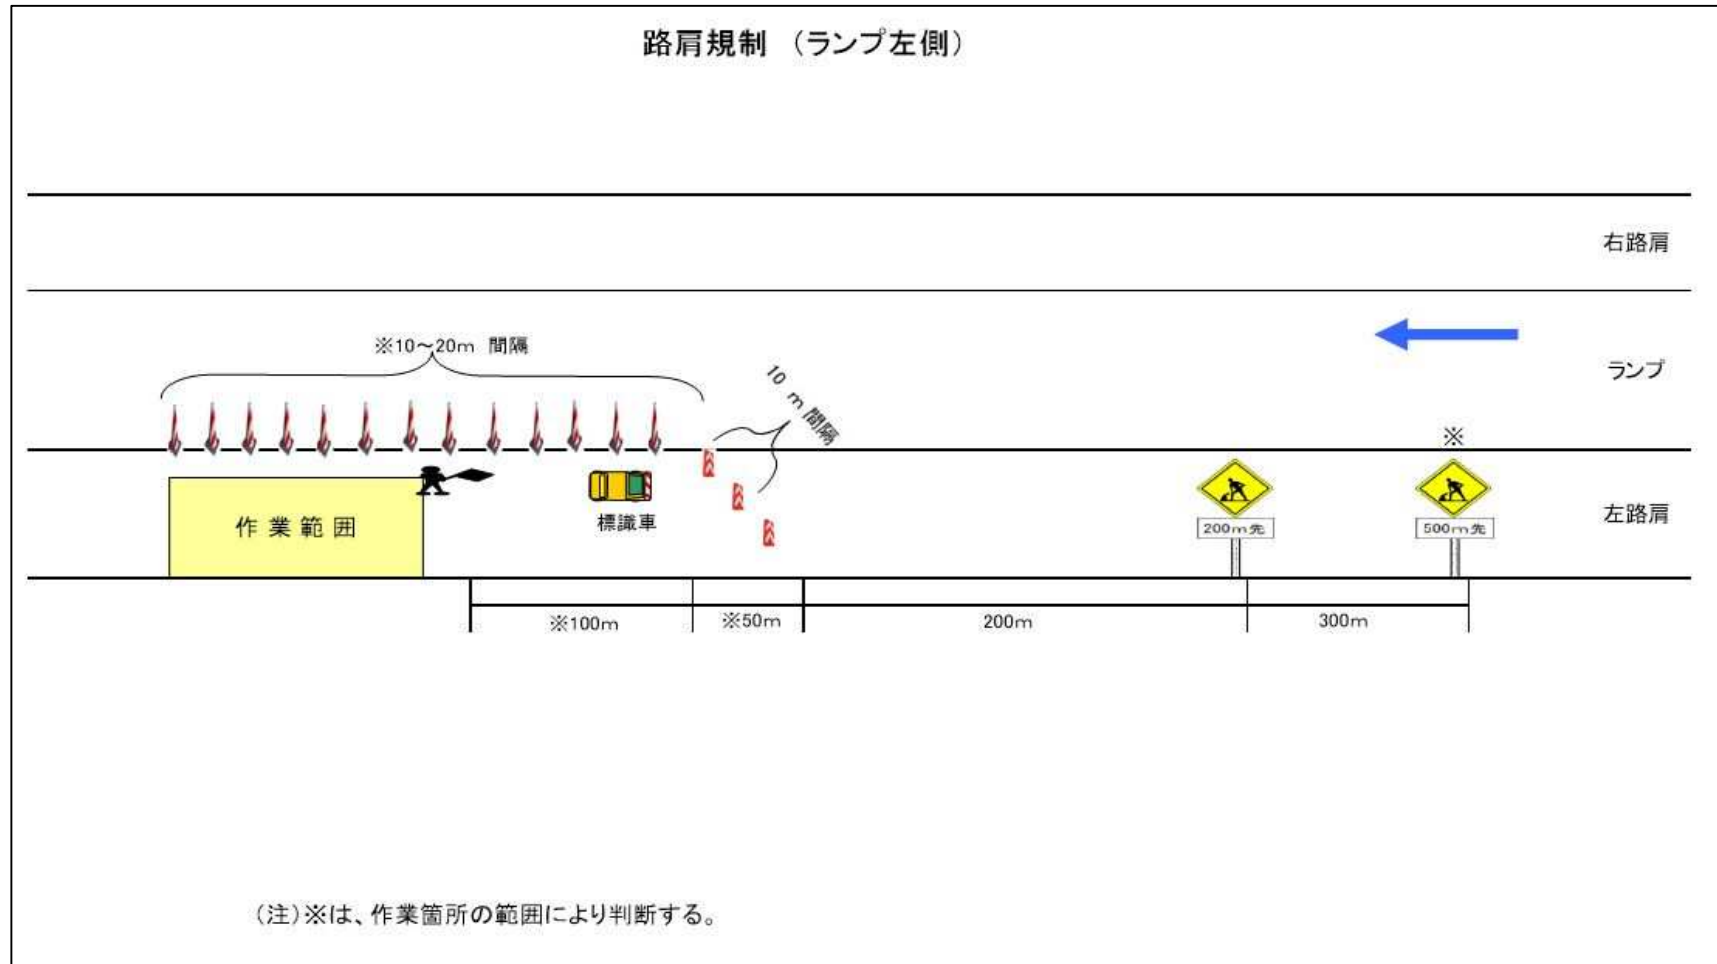 路肩規制 （ランプ左側）
右路肩
※10～20ｍ 間隔
10 ｍ間隔
ランプ
※
作業範囲
標識車
200ｍ先
500ｍ先
左路肩
※100ｍ
※50ｍ
200ｍ
300ｍ
（注）※は、作業箇所の範囲により判断する。